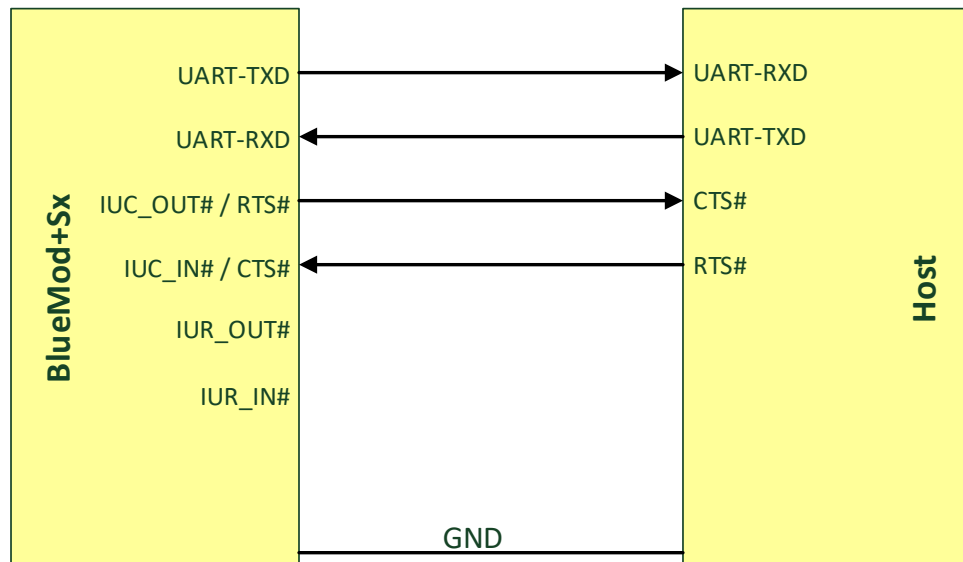 UART-TXD
UART-RXD
UART-RXD
UART-TXD
IUC_OUT# / RTS#
CTS#
IUC_IN# / CTS#
RTS#
IUR_OUT#
IUR_IN#
BlueMod+Sx
Host
GND